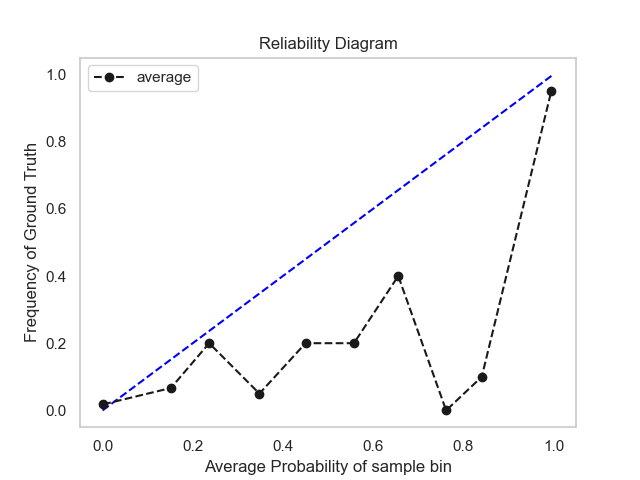 Reliability Diagram
average
Frequency of Ground Truth
1.0
0.8
0.6
0.4
0.2
0.0
0.0 0.2 0.4 0.6 0.8 1.0
Average Probability of sample bin